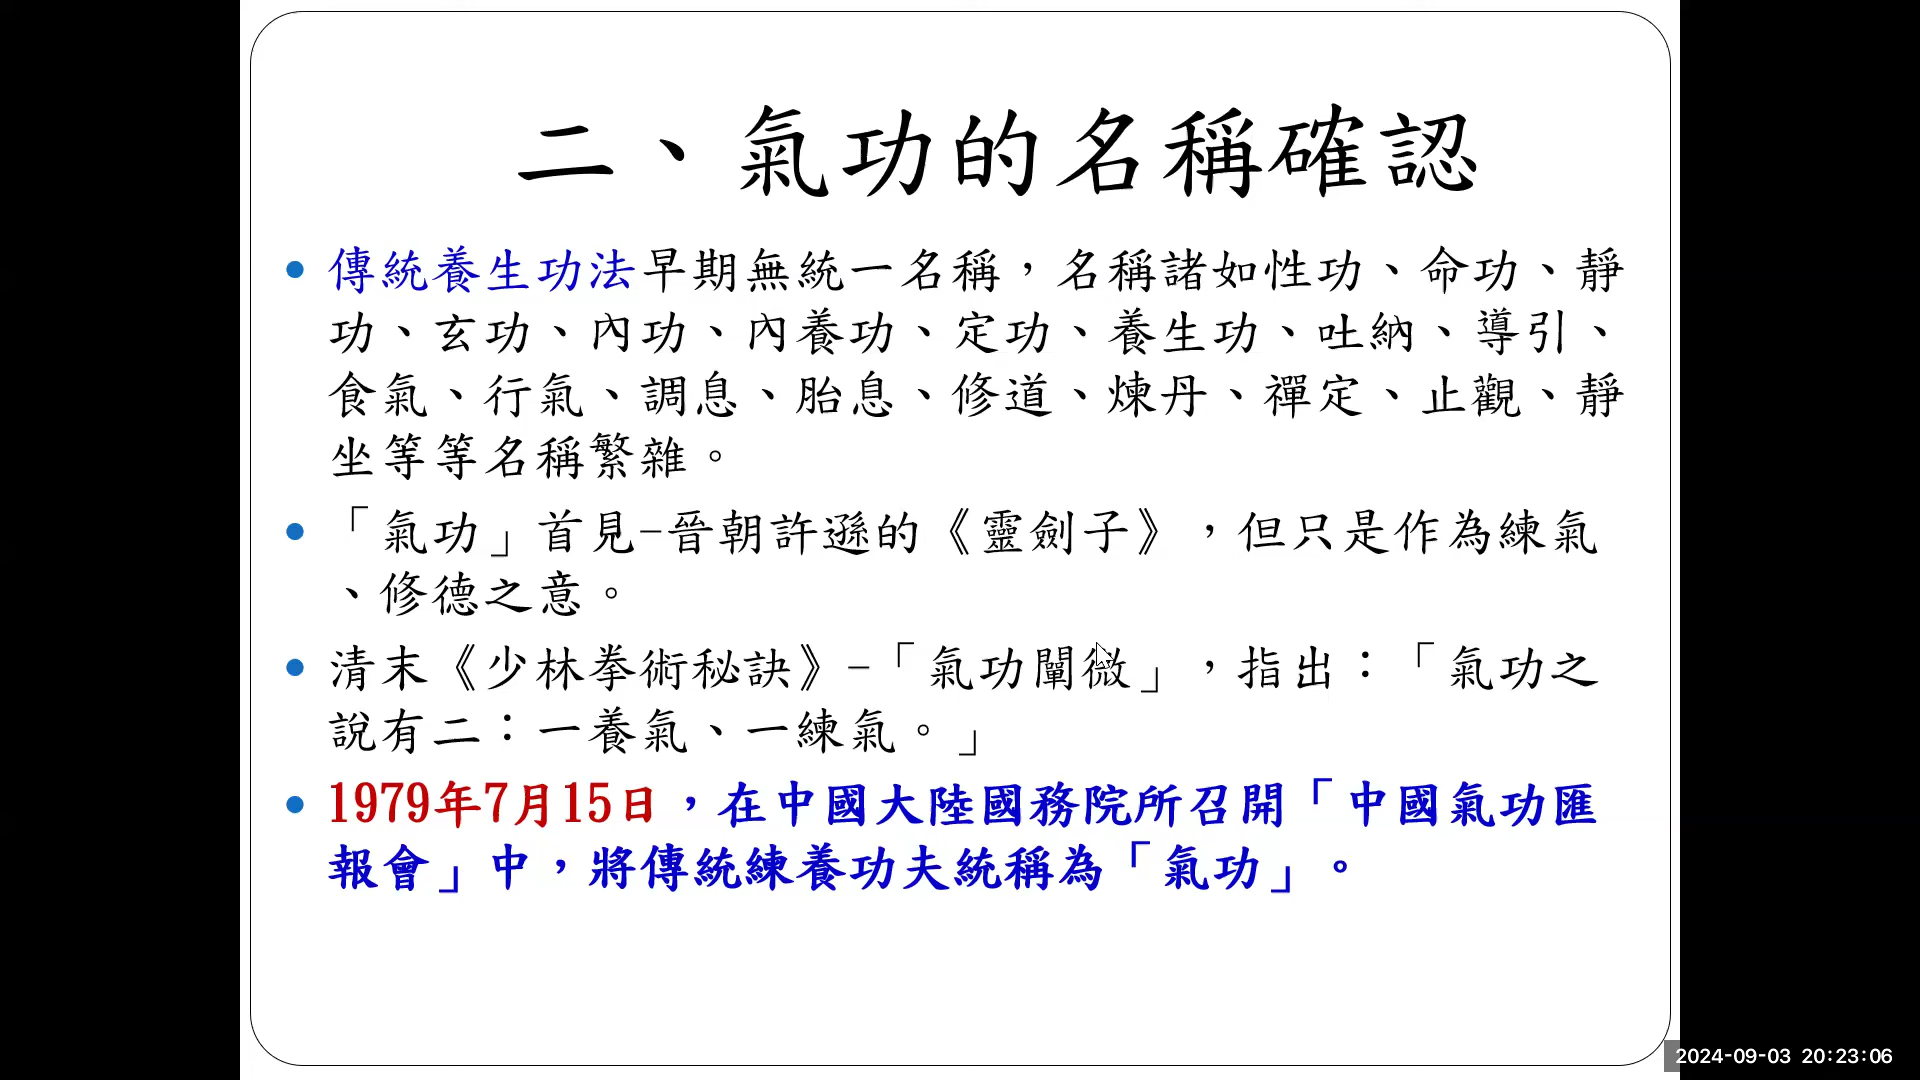 二、氣功的名稱確認
• 傳統養生功法早期無統一名稱，名稱諸如性功、命功、靜
功、玄功、內功、內養功、定功、養生功、吐納、導引、
食氣、行氣、調息、胎息、修道、煉丹、禪定、止觀、靜
坐等等名稱繁雜。
• 「氣功」首見-晉朝許遜的《靈劍子》，但只是作為練氣
、修德之意。
• 清末《少林拳術秘訣》-「氣功闡微」，指出：「氣功之
說有二：一養氣、一練氣。」
• 1979年7月15日，在中國大陸國務院所召開「中國氣功匯
報會」中，將傳統練養功夫統稱為「氣功」。
2024-09-03 20:23:06